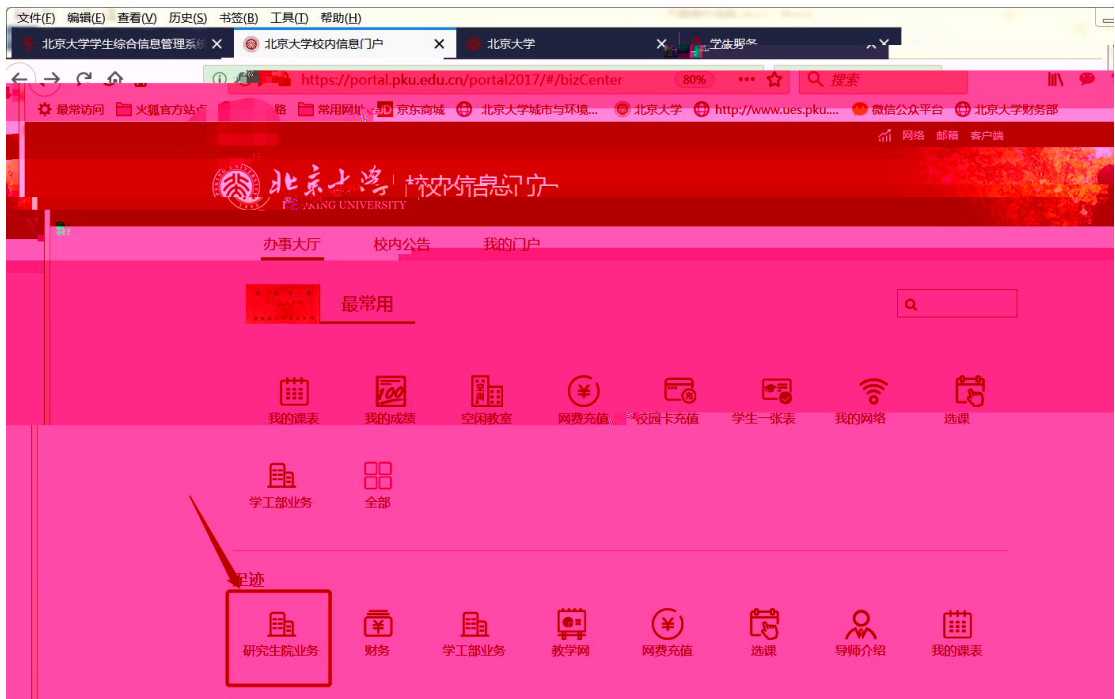 文件(F) 编辑(E) 查看(V) 历史(S) 书签(B) 工具(T) 帮助(H)
北京大学学生综合信息管理系统 × 北京大学校内信息门户 × 北京大学 ×
https://portal.pku.edu.cn/portal2017/#/bizCenter 80% ••• 搜索
最常访问 火狐官方站点 常用网址 JD 京东商城 北京大学城市与环境... 北京大学 http://www.ues.pku.... 微信公众平台 北京大学财务部
网络 邮箱 客户端
北京大学 校内信息门户
PEKING UNIVERSITY
办事大厅 校内公告 我的门户
最常用
我的课表 我的成绩 空闲教室 网费充值 校园卡充值 学生一张表 我的网络 选课
学工部业务 全部
足迹
研究生院业务 财务 学工部业务 教学网 网费充值 选课 导师介绍 我的课表